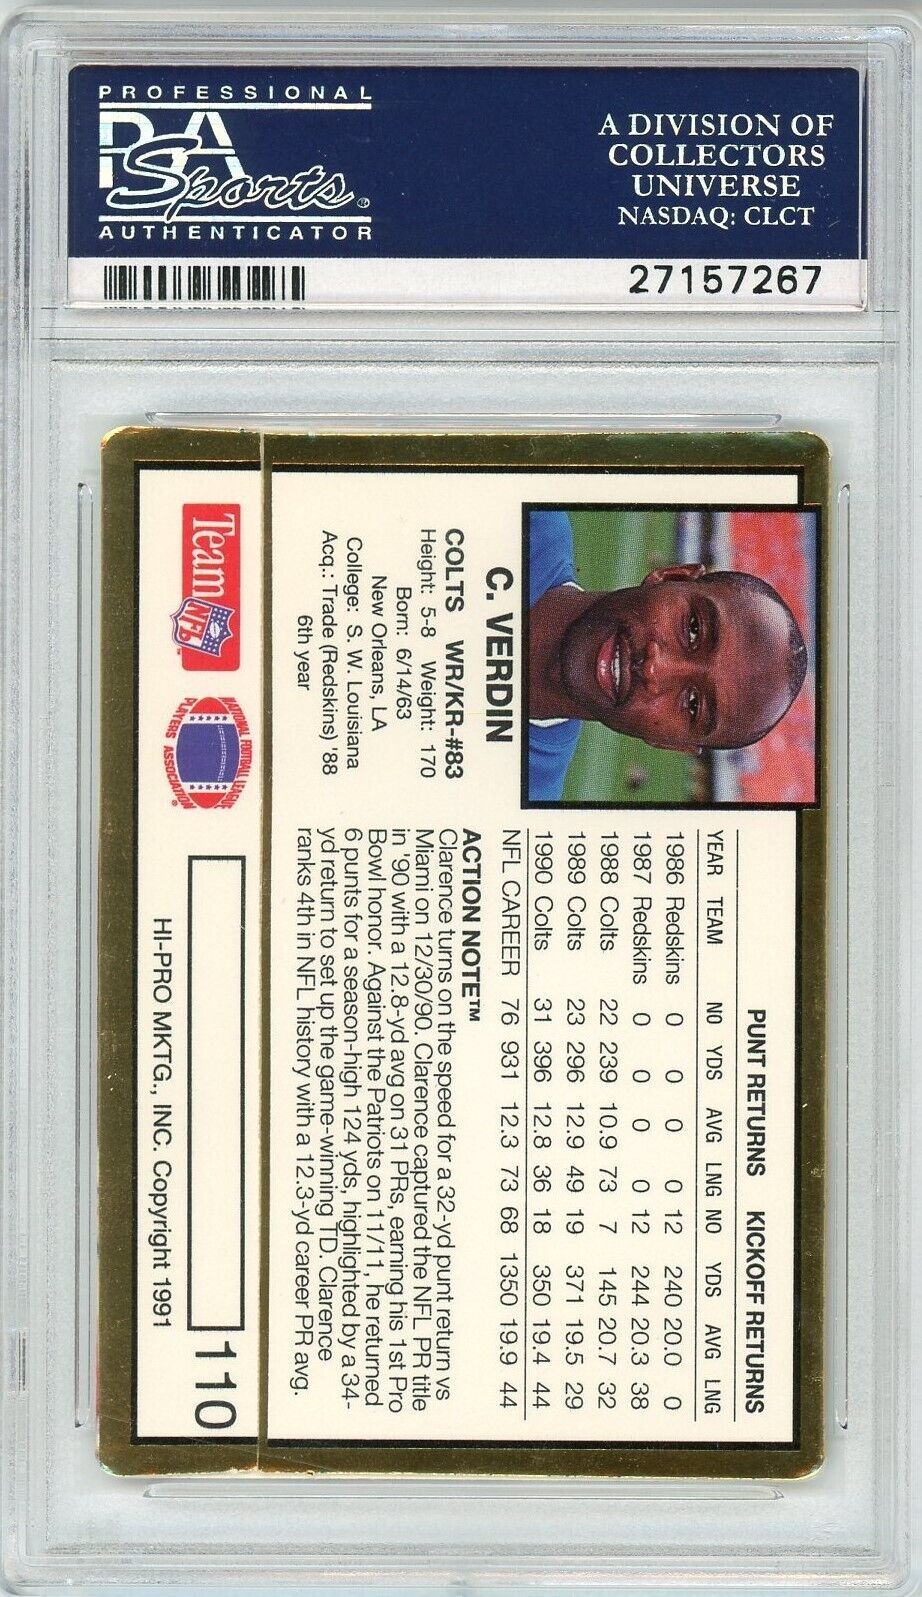 PROFESSIONAL
PSA
Sports®
AUTHENTICATOR
A DIVISION OF
COLLECTORS
UNIVERSE
NASDAQ: CLCT
27157267
C. VERDIN
COLTS WR/KR-#83
Height: 5-8 Weight: 170
Born: 6/14/63
New Orleans, LA
College: S. W. Louisiana
Acq.: Trade (Redskins) '88
6th year
PUNT RETURNS KICKOFF RETURNS
YEAR TEAM NO YDS AVG LNG NO YDS AVG LNG
1986 Redskins 0 0 0 0 12 240 20.0 0
1987 Redskins 0 0 0 0 12 244 20.3 38
1988 Colts 22 239 10.9 73 7 145 20.7 32
1989 Colts 23 296 12.9 49 19 371 19.5 29
1990 Colts 31 396 12.8 36 18 350 19.4 44
NFL CAREER 76 931 12.3 73 68 1350 19.9 44
ACTION NOTE™
Clarence turns on the speed for a 32-yd punt return vs
Miami on 12/30/90. Clarence captured the NFL PR title
in '90 with a 12.8-yd avg on 31 PRs, earning his 1st Pro
Bowl honor. Against the Patriots on 11/11, he returned
6 punts for a season-high 124 yds, highlighted by a 34-
yd return to set up the game-winning TD. Clarence
ranks 4th in NFL history with a 12.3-yd career PR avg.
Team NFL™
NATIONAL FOOTBALL LEAGUE
PLAYERS ASSOCIATION®
110
HI-PRO MKTG., INC. Copyright 1991